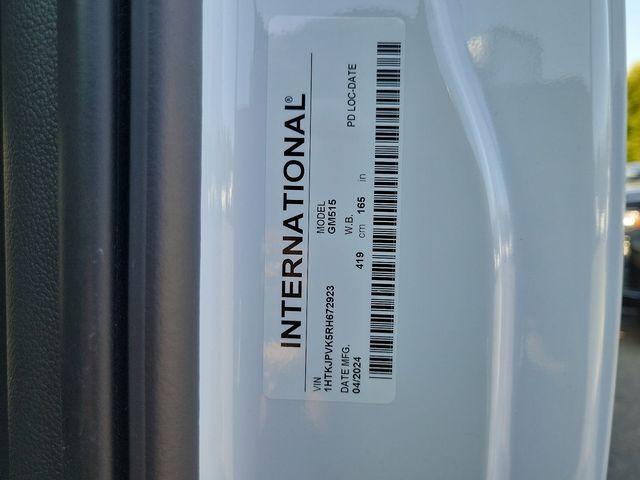 INTERNATIONAL®
VIN
1HTKJPVK5RH672923
MODEL
GM515
DATE MFG.
04/2024
W.B.
419 cm 165 in
PD LOC-DATE